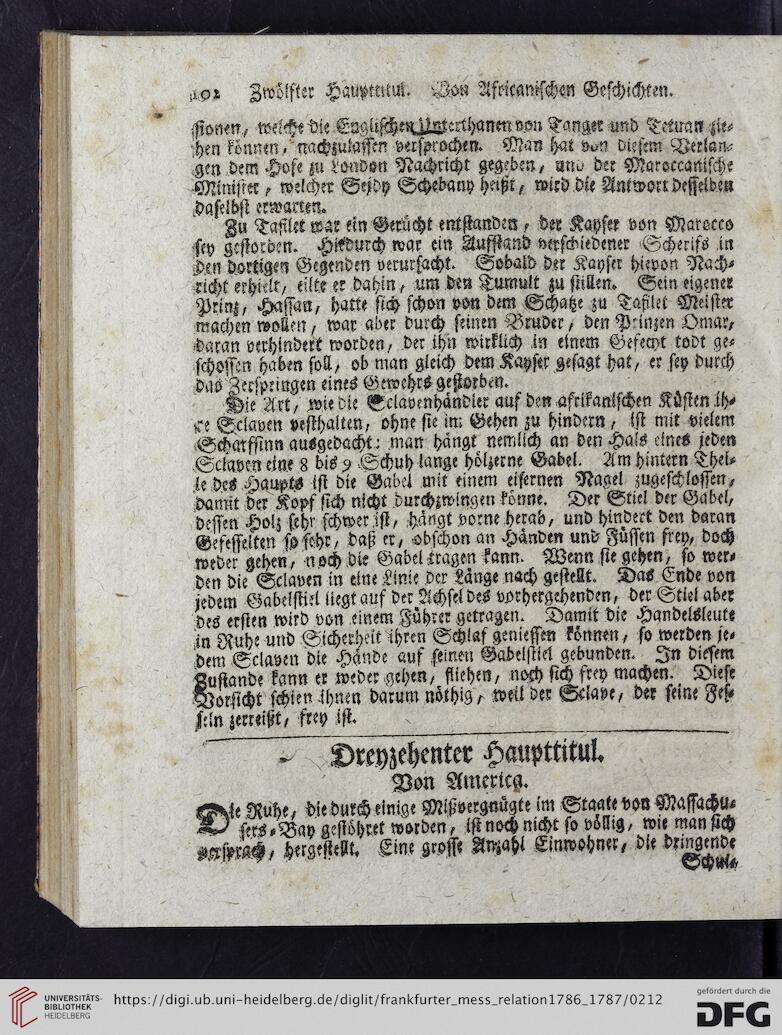 102 Zwölfter Haupttitul. Von Africanischen Geschichten.
ssionen, welche die Englischen Unterthanen von Tanger und Tetuan zie-
hen können, nachzulassen versprochen. Man hat von diesem Verlan-
gen dem Hofe zu London Nachricht gegeben, und der Maroccanische
Minister, welcher Seidy Schebany heißt, wird die Antwort desselben
daselbst erwarten.
Zu Tafilet war ein Gerücht entstanden, der Kayser von Marocco
sey gestorben. Hiedurch war ein Aufstand verschiedener Scherifs in
den dortigen Gegenden verursacht. Sobald der Kayser hievon Nach-
richt erhielt, eilte er dahin, um den Tumult zu stillen. Sein eigener
Prinz, Hassan, hatte sich schon von dem Schatze zu Tafilet Meister
machen wollen, war aber durch seinen Bruder, den Prinzen Omar,
daran verhindert worden, der ihn wirklich in einem Gefecht todt ge-
schossen haben soll, ob man gleich dem Kayser gesagt hat, er sey durch
das Zerspringen eines Gewehrs gestorben.
Die Art, wie die Sclavenhändler auf den afrikanischen Küsten ih-
re Sclaven vesthalten, ohne sie im Gehen zu hindern, ist mit vielem
Scharffinn ausgedacht: man hängt nemlich an den Hals eines jeden
Sclaven eine 8 bis 9 Schuh lange hölzerne Gabel. Am hintern Thei-
le des Haupts ist die Gabel mit einem eisernen Nagel zugeschlossen,
damit der Kopf sich nicht durchzwingen könne. Der Stiel der Gabel,
dessen Holz sehr schwer ist, hängt vorne herab, und hindert den daran
Gefesselten so sehr, daß er, obschon an Händen und Füssen frey, doch
weder gehen, noch die Gabel tragen kann. Wenn sie gehen, so wer-
den die Sclaven in eine Linie der Länge nach gestellt. Das Ende von
jedem Gabelstiel liegt auf der Achsel des vorhergehenden, der Stiel aber
des ersten wird von einem Führer getragen. Damit die Handelsleute
in Ruhe und Sicherheit ihren Schlaf geniessen können, so werden je-
dem Sclaven die Hände auf seinen Gabelstiel gebunden. In diesem
Zustande kann er weder gehen, fliehen, noch sich frey machen. Diese
Vorsicht schien ihnen darum nöthig, weil der Sclave, der seine Fes-
seln zerreißt, frey ist.
Dreyzehenter Haupttitul.
Von America.
Die Ruhe, die durch einige Mißvergnügte im Staate von Massachu-
sets-Bay gestöhret worden, ist noch nicht so völlig, wie man sich
versprach, hergestellt. Eine grosse Anzahl Einwohner, die dringende
Schul-
UNIVERSITÄTS-
BIBLIOTHEK
HEIDELBERG
https://digi.ub.uni-heidelberg.de/diglit/frankfurter_mess_relation1786_1787/0212
gefördert durch die
DFG